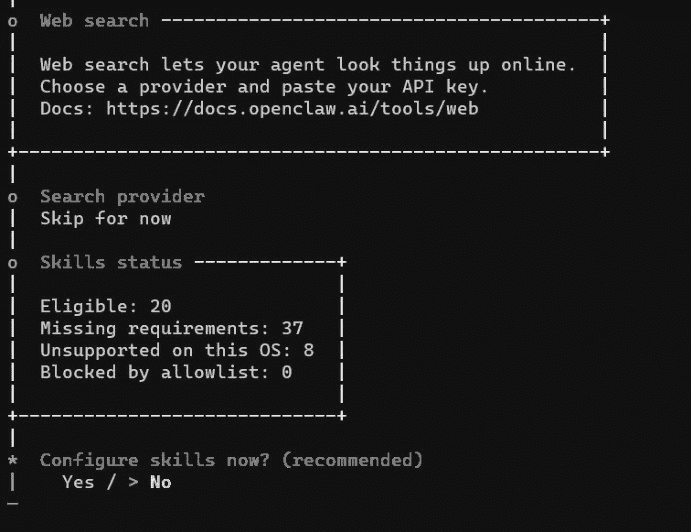 Web search
Web search lets your agent look things up online.
Choose a provider and paste your API key.
Docs: https://docs.openclaw.ai/tools/web
Search provider
Skip for now
Skills status
Eligible: 20
Missing requirements: 37
Unsupported on this OS: 8
Blocked by allowlist: 0
Configure skills now? (recommended)
Yes / > No